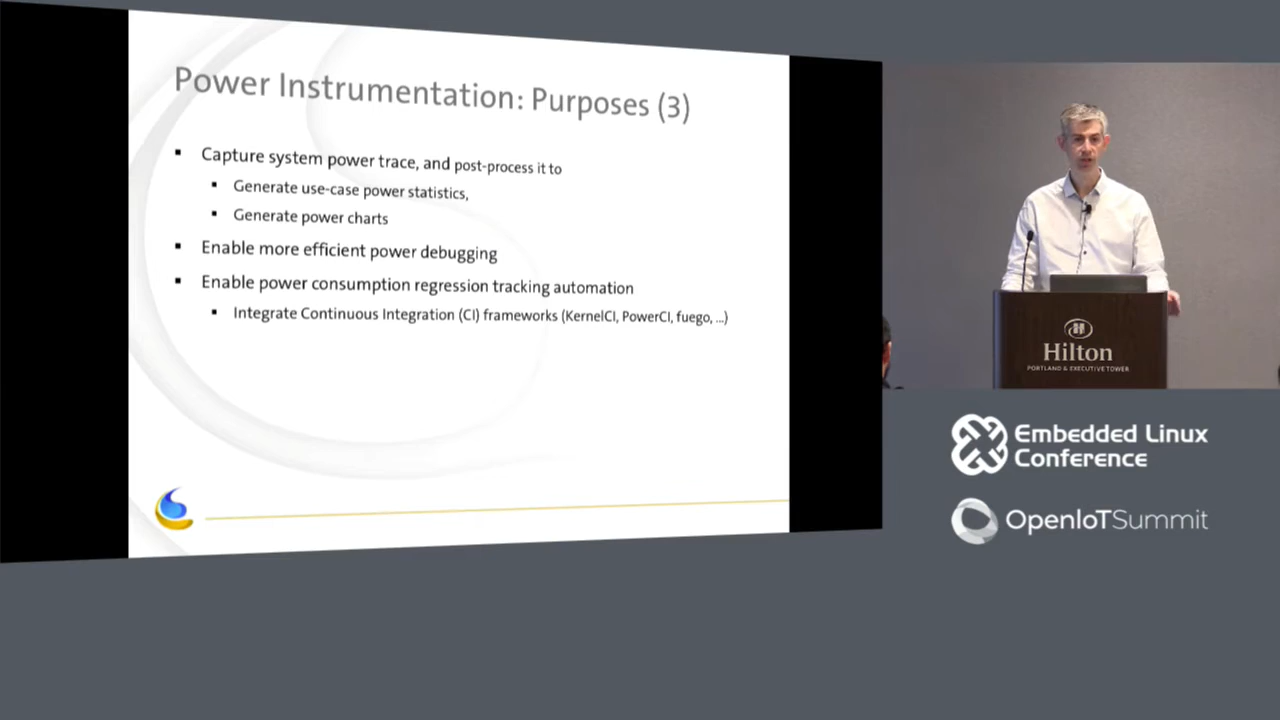 Power Instrumentation: Purposes (3)
Capture system power trace, and post-process it to
Generate use-case power statistics,
Generate power charts
Enable more efficient power debugging
Enable power consumption regression tracking automation
Integrate Continuous Integration (CI) frameworks (KernelCI, PowerCI, fuego, ...)
Hilton
PORTLAND & EXECUTIVE TOWER
Embedded Linux
Conference
OpenIoTSummit